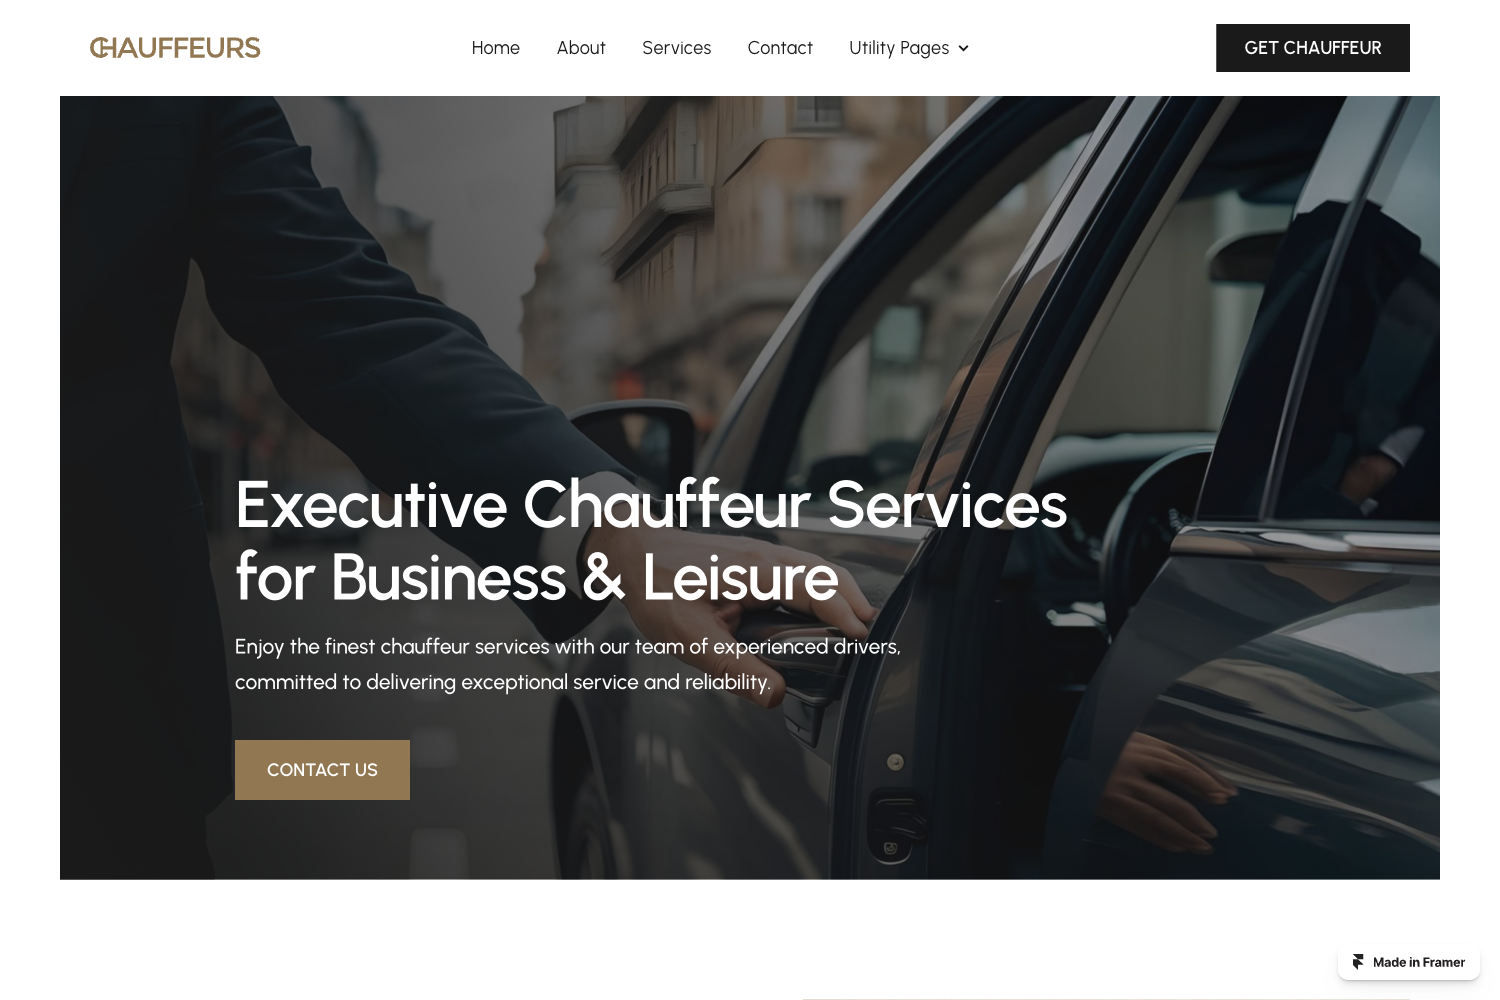 CHAUFFEURS
Home
About
Services
Contact
Utility Pages
GET CHAUFFEUR
Executive Chauffeur Services
for Business & Leisure
Enjoy the finest chauffeur services with our team of experienced drivers,
committed to delivering exceptional service and reliability.
CONTACT US
Made in Framer